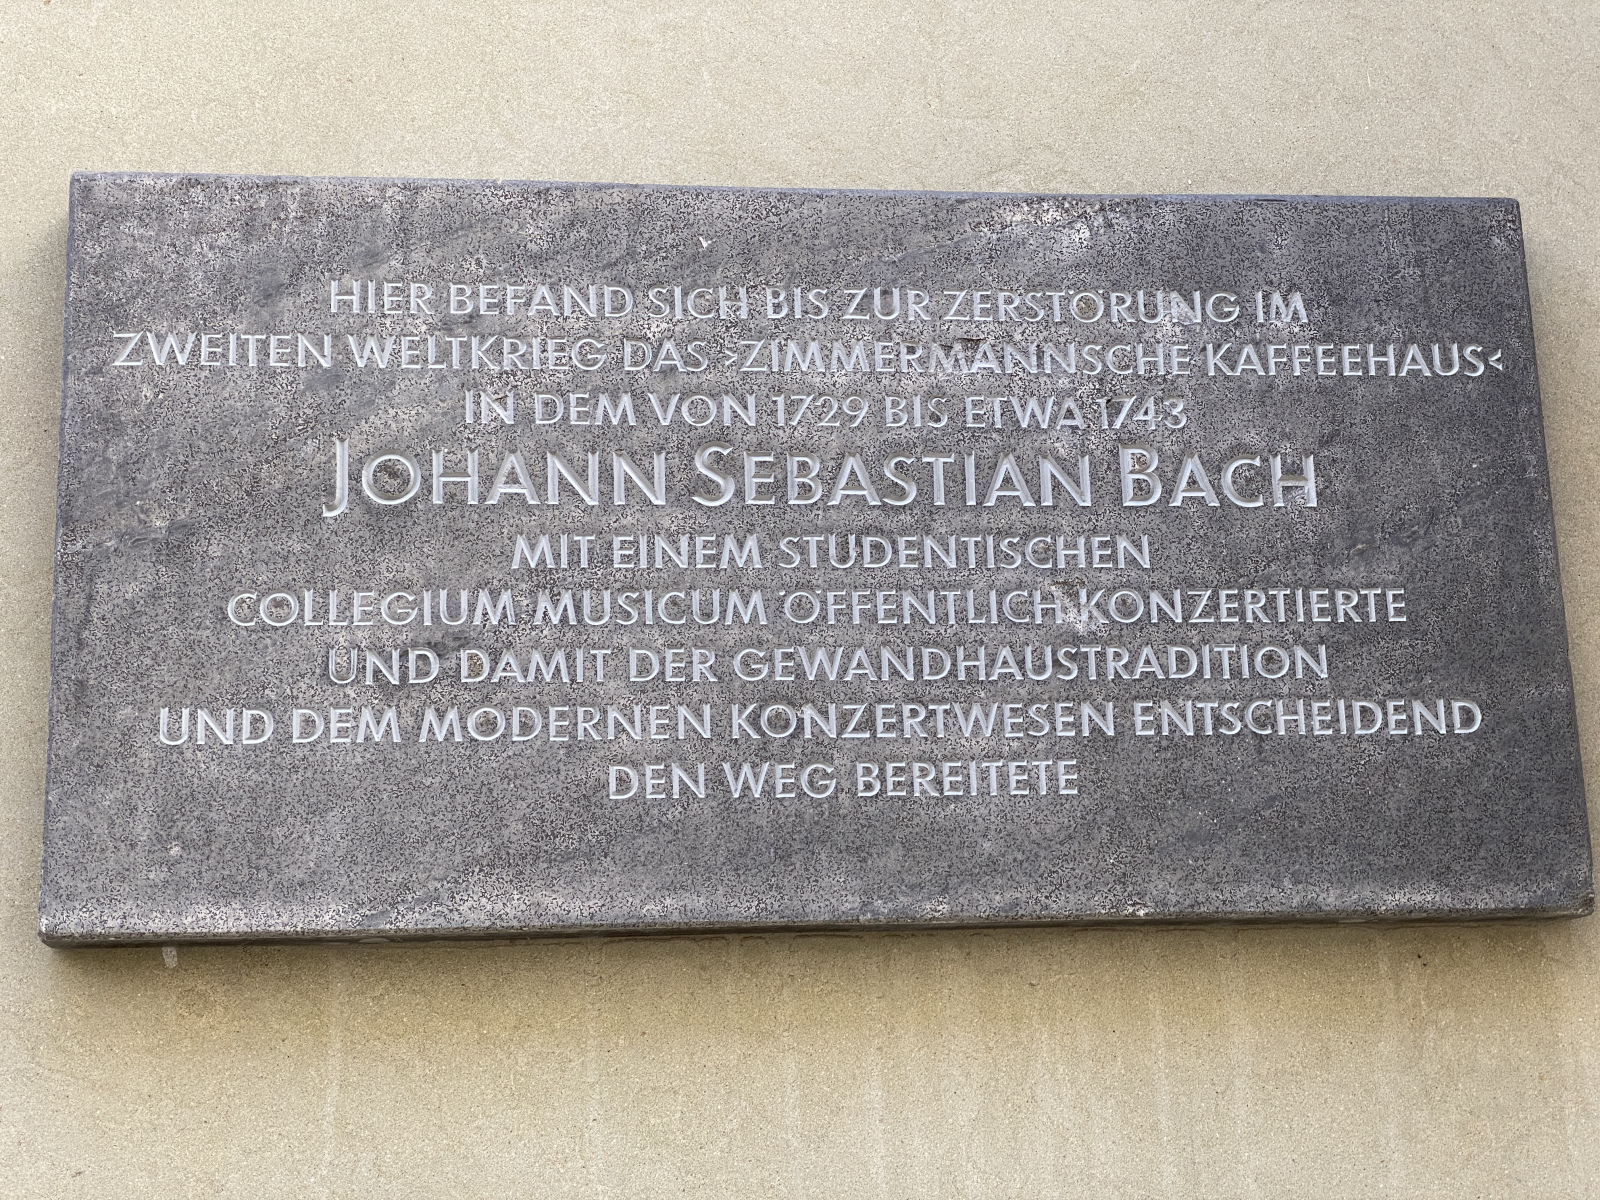 HIER BEFAND SICH BIS ZUR ZERSTÖRUNG IM
ZWEITEN WELTKRIEG DAS ›ZIMMERMANNSCHE KAFFEEHAUS‹
IN DEM VON 1729 BIS ETWA 1743
JOHANN SEBASTIAN BACH
MIT EINEM STUDENTISCHEN
COLLEGIUM MUSICUM ÖFFENTLICH KONZERTIERTE
UND DAMIT DER GEWANDHAUSTRADITION
UND DEM MODERNEN KONZERTWESEN ENTSCHEIDEND
DEN WEG BEREITETE